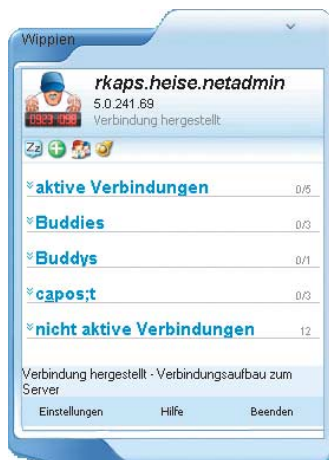 Wippien
rkaps.heise.netadmin
5.0.241.69
Verbindung hergestellt
Zz
aktive Verbindungen 0/5
Buddies 0/3
Buddys 0/1
capos;t 0/3
nicht aktive Verbindungen 12
Verbindung hergestellt - Verbindungsaufbau zum
Server
Einstellungen Hilfe Beenden